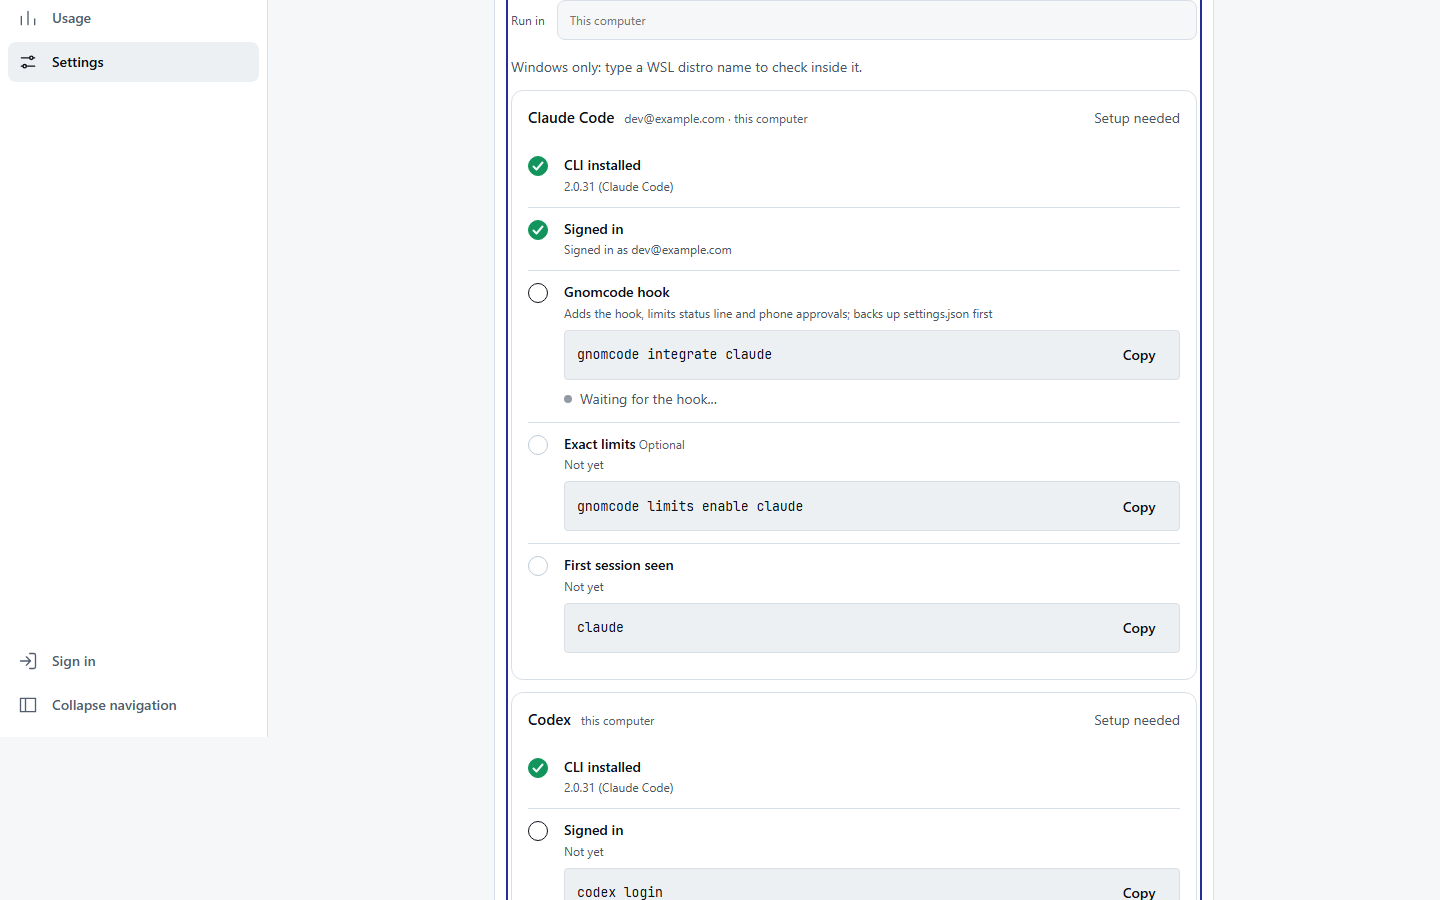 Usage
Settings
Sign in
Collapse navigation
Run in This computer
Windows only: type a WSL distro name to check inside it.
Claude Code dev@example.com · this computer Setup needed
CLI installed
2.0.31 (Claude Code)
Signed in
Signed in as dev@example.com
Gnomcode hook
Adds the hook, limits status line and phone approvals; backs up settings.json first
gnomcode integrate claude Copy
Waiting for the hook...
Exact limits Optional
Not yet
gnomcode limits enable claude Copy
First session seen
Not yet
claude Copy
Codex this computer Setup needed
CLI installed
2.0.31 (Claude Code)
Signed in
Not yet
codex login Copy